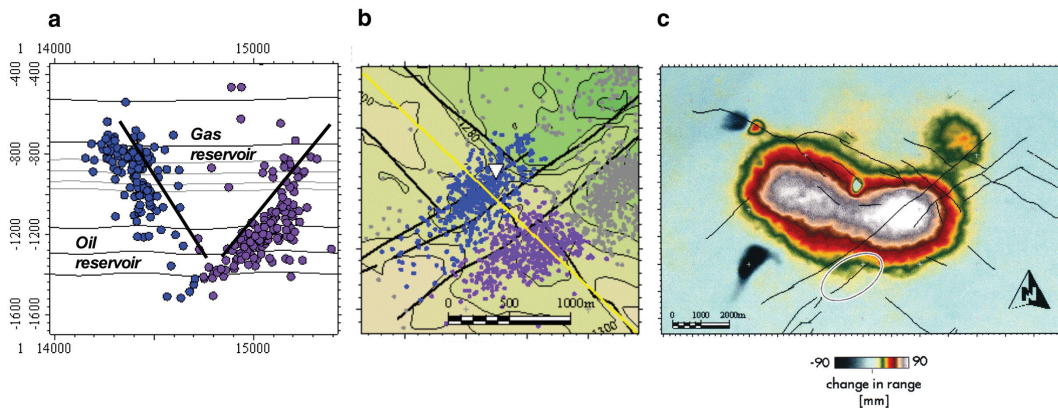 a
b
c
1 14000 15000
-400 -400
-800 -800
-1200 -1200
-1600 -1600
1 14000 15000
Gas
reservoir
Oil
reservoir
1280
1300
0 500 1000m
0 1000 2000m
N
-90 90
change in range
[mm]